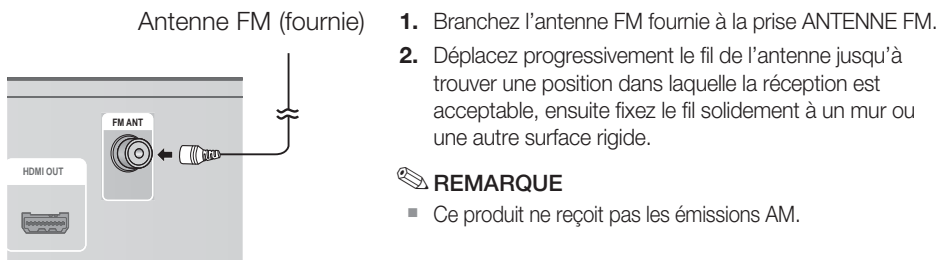 Antenne FM (fournie)
FM ANT
HDMI OUT
1. Branchez l’antenne FM fournie à la prise ANTENNE FM.
2. Déplacez progressivement le fil de l’antenne jusqu’à
trouver une position dans laquelle la réception est
acceptable, ensuite fixez le fil solidement à un mur ou
une autre surface rigide.
REMARQUE
Ce produit ne reçoit pas les émissions AM.